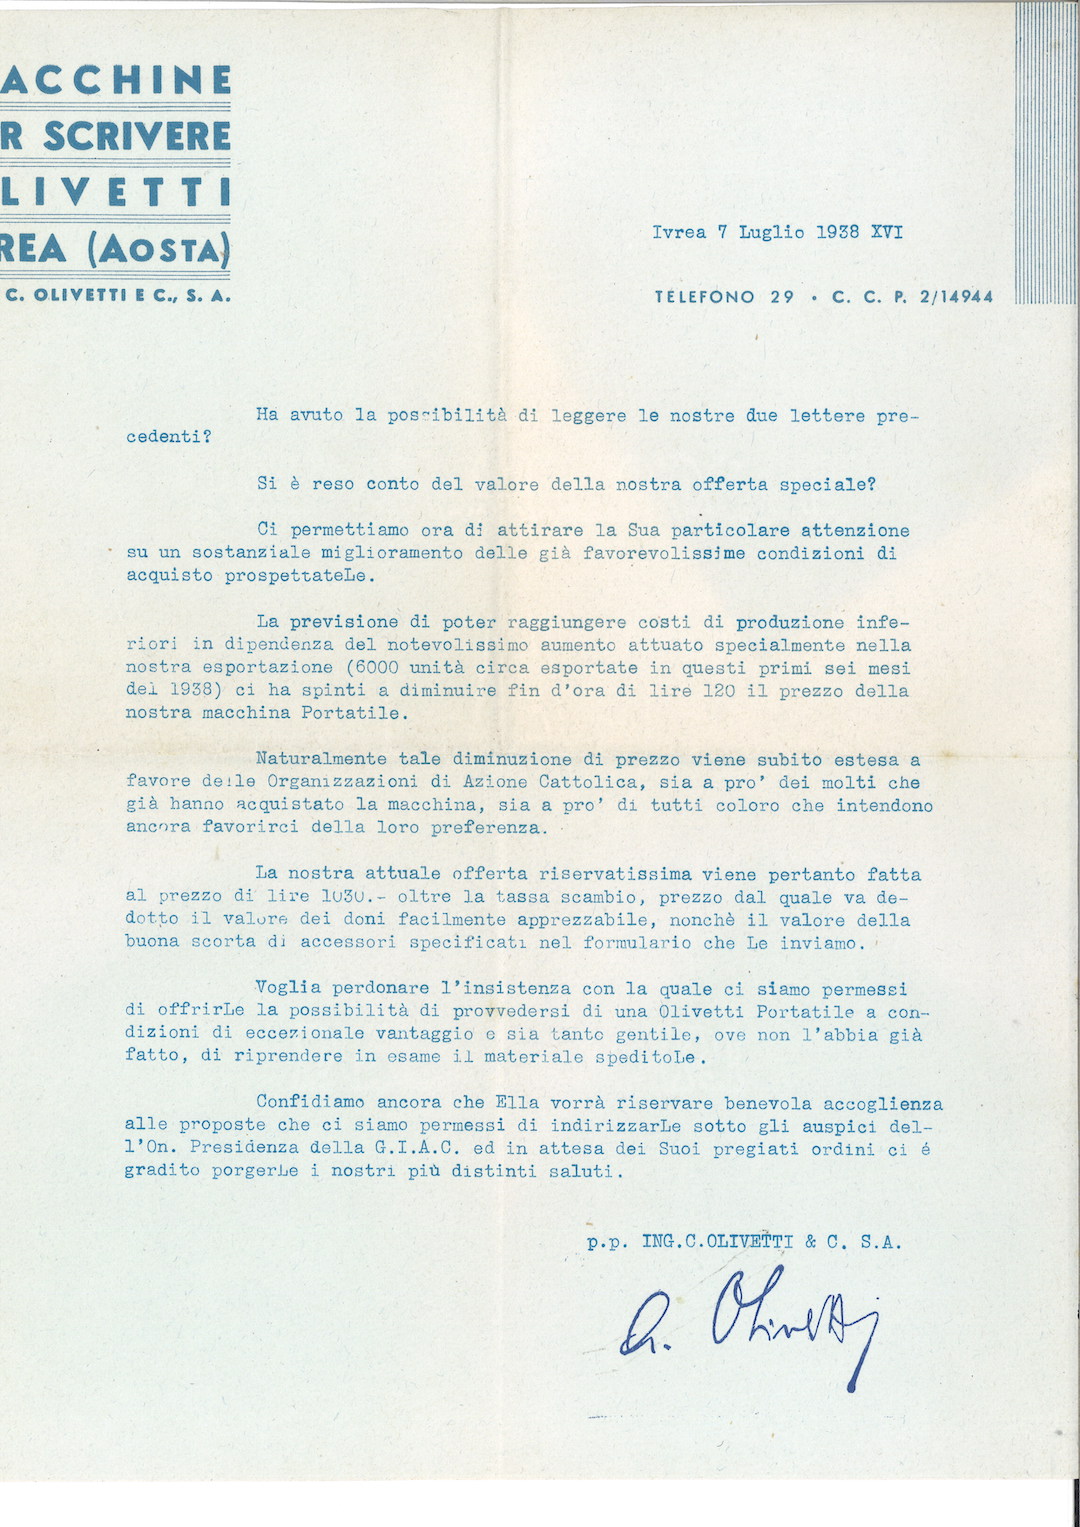 ACCHINE
R SCRIVERE
LIVETTI
REA (AOSTA)
C. OLIVETTI E C., S. A.
Ivrea 7 Luglio 1938 XVI
TELEFONO 29 • C. C. P. 2/14944
Ha avuto la possibilità di leggere le nostre due lettere pre-
cedenti?
Si è reso conto del valore della nostra offerta speciale?
Ci permettiamo ora di attirare la Sua particolare attenzione
su un sostanziale miglioramento delle già favorevolissime condizioni di
acquisto prospettateLe.
La previsione di poter raggiungere costi di produzione infe-
riori in dipendenza del notevolissimo aumento attuato specialmente nella
nostra esportazione (6000 unità circa esportate in questi primi sei mesi
del 1938) ci ha spinti a diminuire fin d'ora di lire 120 il prezzo della
nostra macchina Portatile.
Naturalmente tale diminuzione di prezzo viene subito estesa a
favore delle Organizzazioni di Azione Cattolica, sia a pro' dei molti che
già hanno acquistato la macchina, sia a pro' di tutti coloro che intendono
ancora favorirci della loro preferenza.
La nostra attuale offerta riservatissima viene pertanto fatta
al prezzo di lire 1030.- oltre la tassa scambio, prezzo dal quale va de-
dotto il valore dei doni facilmente apprezzabile, nonchè il valore della
buona scorta di accessori specificati nel formulario che Le inviamo.
Voglia perdonare l'insistenza con la quale ci siamo permessi
di offrirLe la possibilità di provvedersi di una Olivetti Portatile a con-
dizioni di eccezionale vantaggio e sia tanto gentile, ove non l'abbia già
fatto, di riprendere in esame il materiale speditoLe.
Confidiamo ancora che Ella vorrà riservare benevola accoglienza
alle proposte che ci siamo permessi di indirizzarLe sotto gli auspici del-
l'On. Presidenza della G.I.A.C. ed in attesa dei Suoi pregiati ordini ci é
gradito porgerLe i nostri più distinti saluti.
p.p. ING.C.OLIVETTI & C. S.A.
A. Olivetti